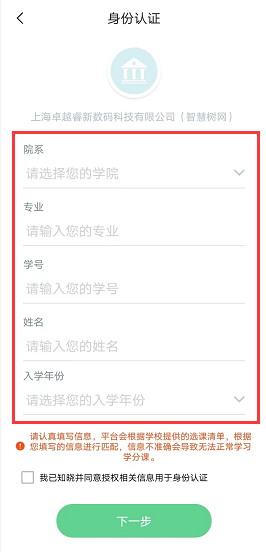 身份认证
上海卓越睿新数码科技有限公司（智慧树网）
院系
请选择您的学院
专业
请输入您的专业
学号
请输入您的学号
姓名
请输入您的姓名
入学年份
请选择您的入学年份
请认真填写信息，平台会根据学校提供的选课清单，根据
您填写的信息进行匹配，信息不准确会导致无法正常学习
学分课。
我已知晓并同意授权相关信息用于身份认证
下一步